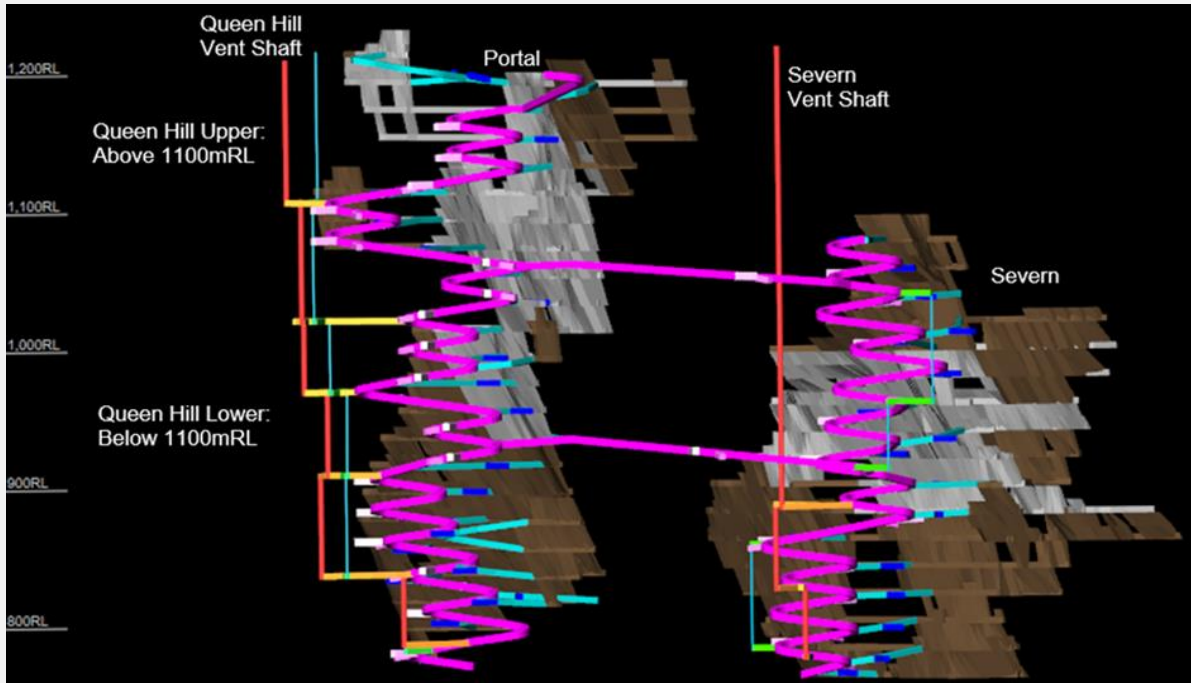 Queen Hill
Vent Shaft
Portal
1,200RL
Severn
Vent Shaft
Queen Hill Upper:
Above 1100mRL
1,100RL
Severn
1,000RL
Queen Hill Lower:
Below 1100mRL
900RL
800RL